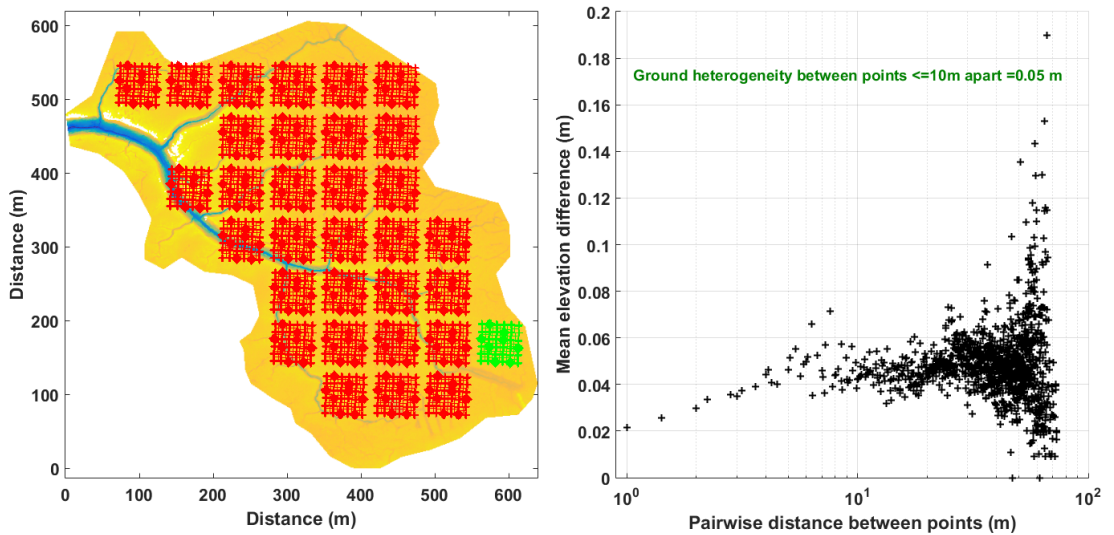 600
500
400
300
200
100
0
0 100 200 300 400 500 600
Distance (m)
Distance (m)
0.2
0.18
0.16
0.14
0.12
0.1
0.08
0.06
0.04
0.02
0
10^0 10^1 10^2
Mean elevation difference (m)
Ground heterogeneity between points <=10m apart =0.05 m
Pairwise distance between points (m)